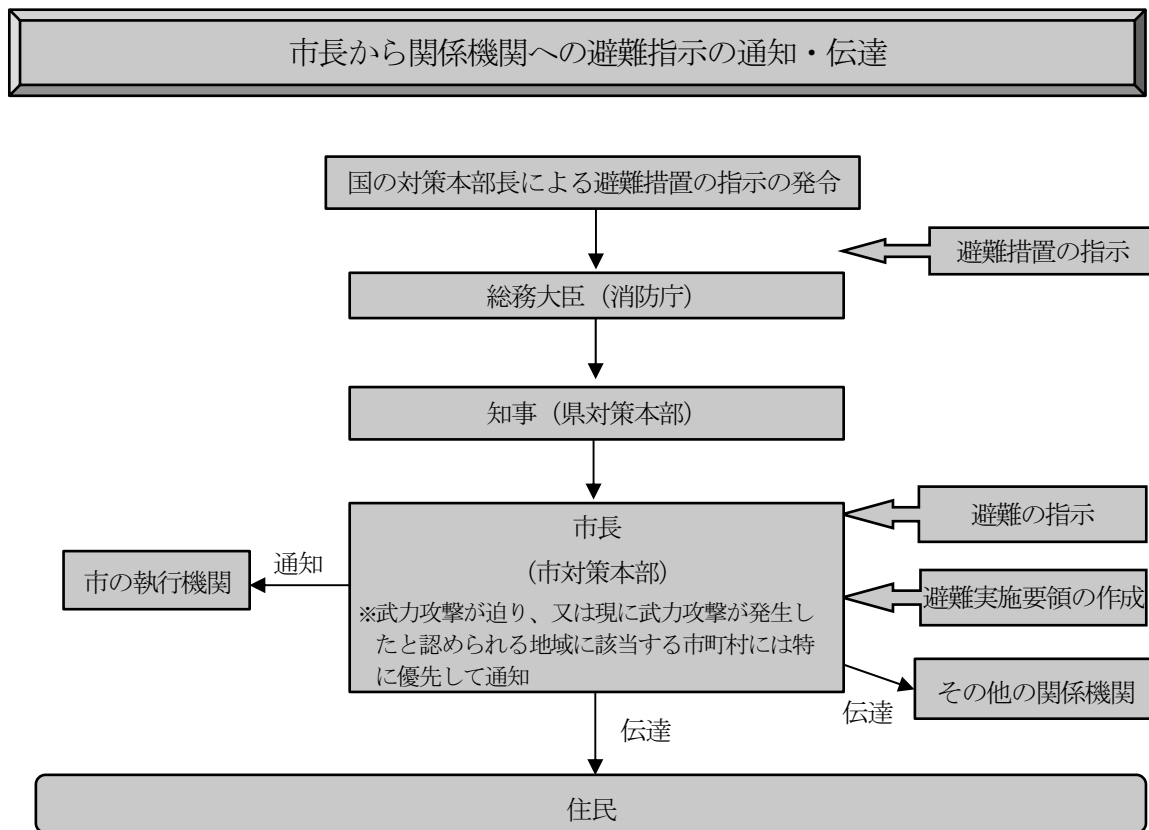 市長から関係機関への避難指示の通知・伝達
国の対策本部長による避難措置の指示の発令
避難措置の指示
総務大臣（消防庁）
知事（県対策本部）
避難の指示
市長
（市対策本部）
※武力攻撃が迫り、又は現に武力攻撃が発生し
たと認められる地域に該当する市町村には特
に優先して通知
通知
市の執行機関
避難実施要領の作成
その他の関係機関
伝達
伝達
住民